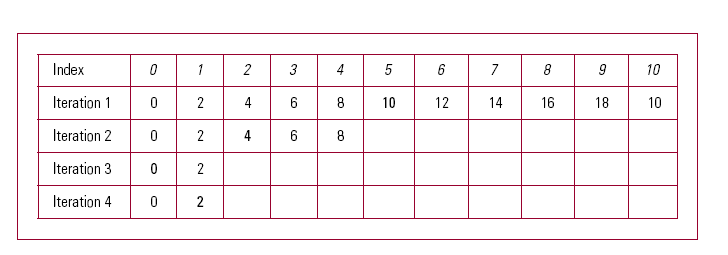 Index 0 1 2 3 4 5 6 7 8 9 10
Iteration 1 0 2 4 6 8 10 12 14 16 18 10
Iteration 2 0 2 4 6 8
Iteration 3 0 2
Iteration 4 0 2